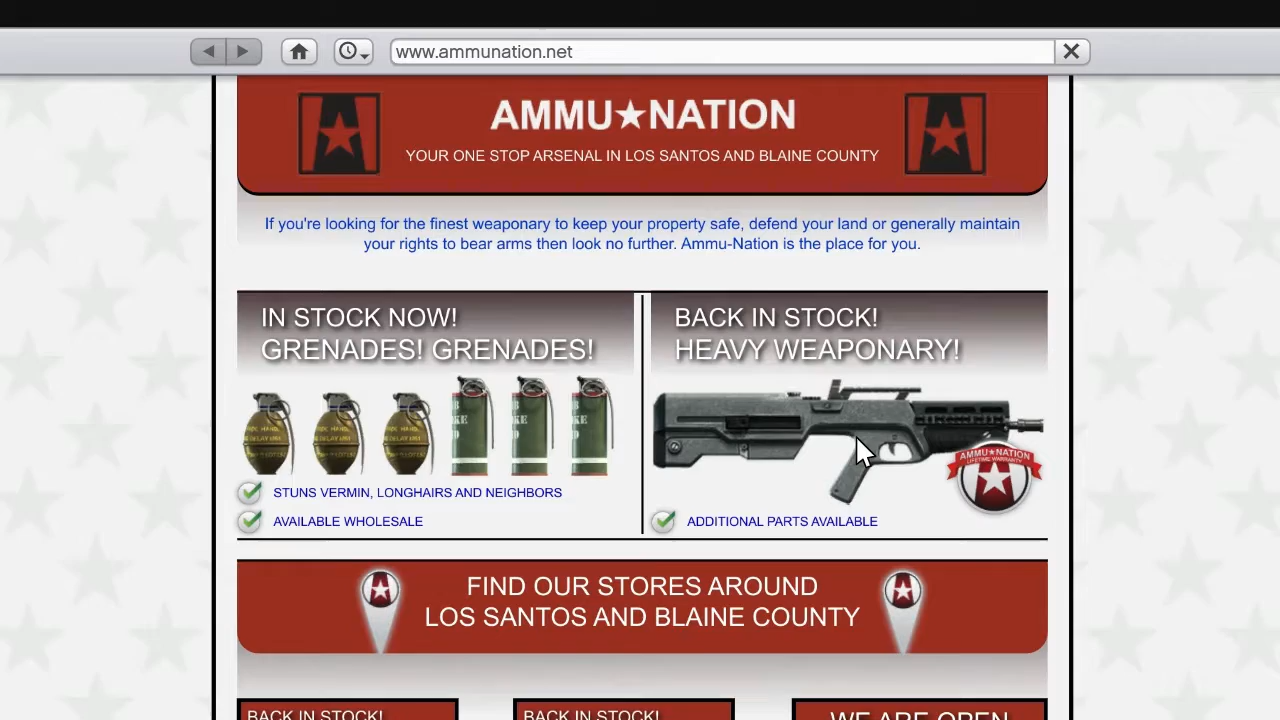 www.ammunation.net
AMMU★NATION
YOUR ONE STOP ARSENAL IN LOS SANTOS AND BLAINE COUNTY
If you're looking for the finest weaponary to keep your property safe, defend your land or generally maintain
your rights to bear arms then look no further. Ammu-Nation is the place for you.
IN STOCK NOW!
GRENADES! GRENADES!
STUNS VERMIN, LONGHAIRS AND NEIGHBORS
AVAILABLE WHOLESALE
BACK IN STOCK!
HEAVY WEAPONARY!
AMMU★NATION
LIFETIME WARRANTY
ADDITIONAL PARTS AVAILABLE
FIND OUR STORES AROUND
LOS SANTOS AND BLAINE COUNTY
BACK IN STOCK!
BACK IN STOCK!
WE ARE OPEN